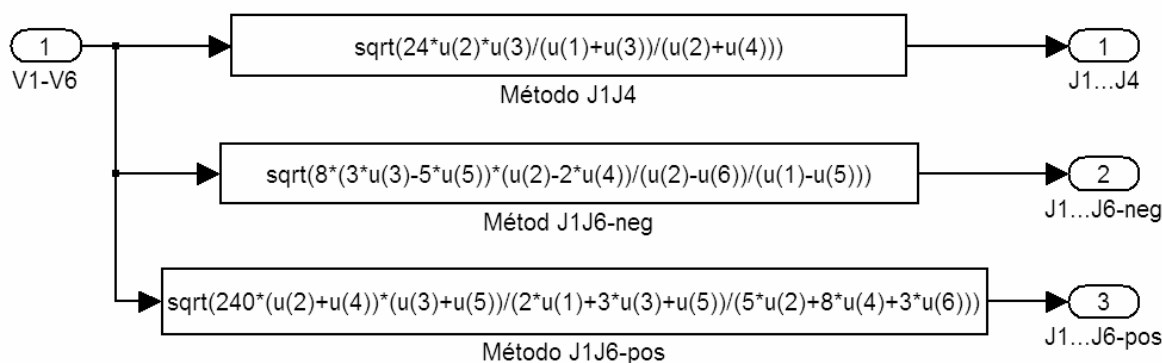 1
V1-V6
sqrt(24*u(2)*u(3)/(u(1)+u(3))/(u(2)+u(4)))
Método J1J4
1
J1...J4
sqrt(8*(3*u(3)-5*u(5))*(u(2)-2*u(4))/(u(2)-u(6))/(u(1)-u(5)))
Métod J1J6-neg
2
J1...J6-neg
sqrt(240*(u(2)+u(4))*(u(3)+u(5))/(2*u(1)+3*u(3)+u(5))/(5*u(2)+8*u(4)+3*u(6)))
Método J1J6-pos
3
J1...J6-pos